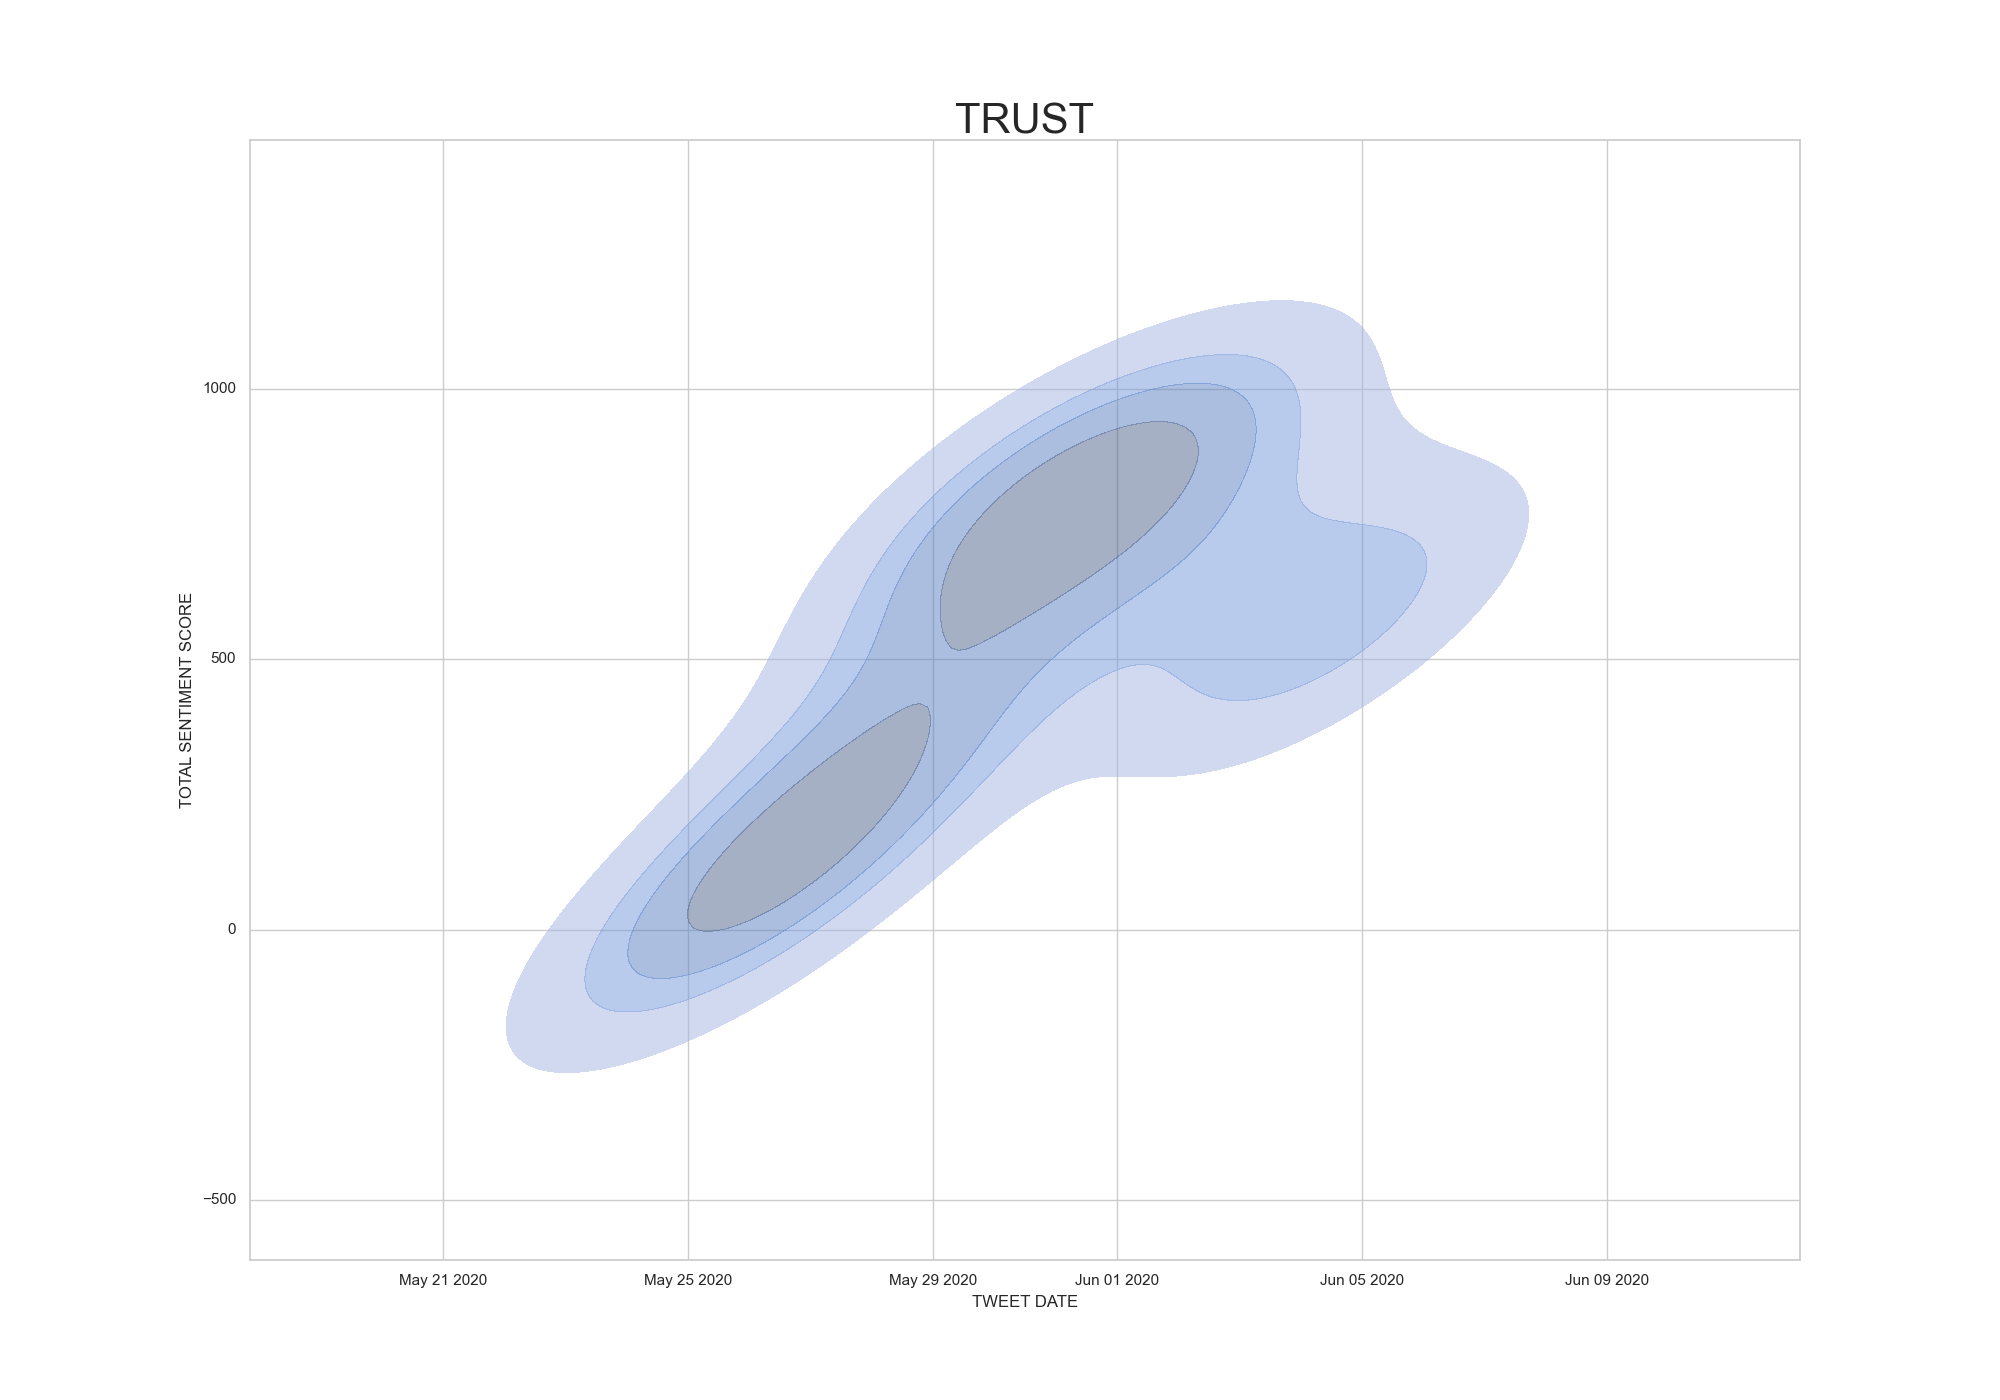 TRUST
1000
500
0
−500
TOTAL SENTIMENT SCORE
May 21 2020
May 25 2020
May 29 2020
Jun 01 2020
Jun 05 2020
Jun 09 2020
TWEET DATE